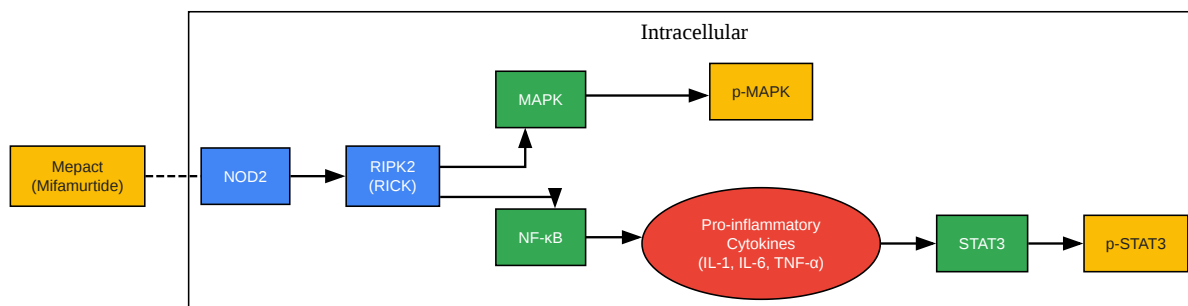 Intracellular
MAPK
p-MAPK
Mepact
(Mifamurtide)
NOD2
RIPK2
(RICK)
NF-κB
Pro-inflammatory
Cytokines
(IL-1, IL-6, TNF-α)
STAT3
p-STAT3